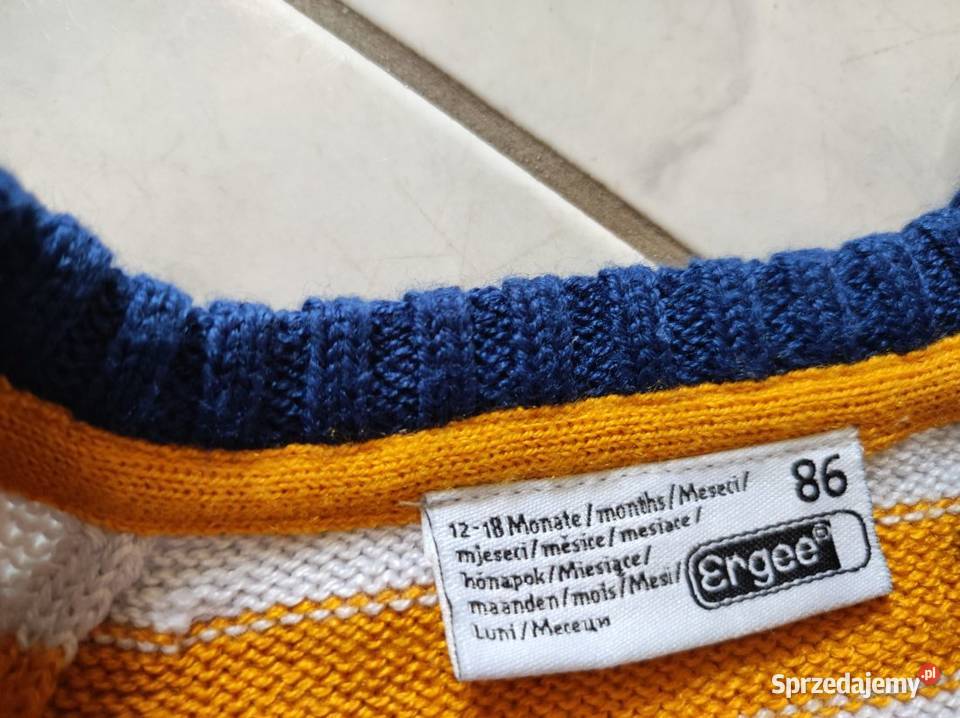 86
12-18 Monate/months/Meseci/
mjeseci/měsíce/mesiace/
hónapok/Miesiące/
maanden/mois/Mesi/
Luni/Месеци
Ergee®
Sprzedajemy.pl